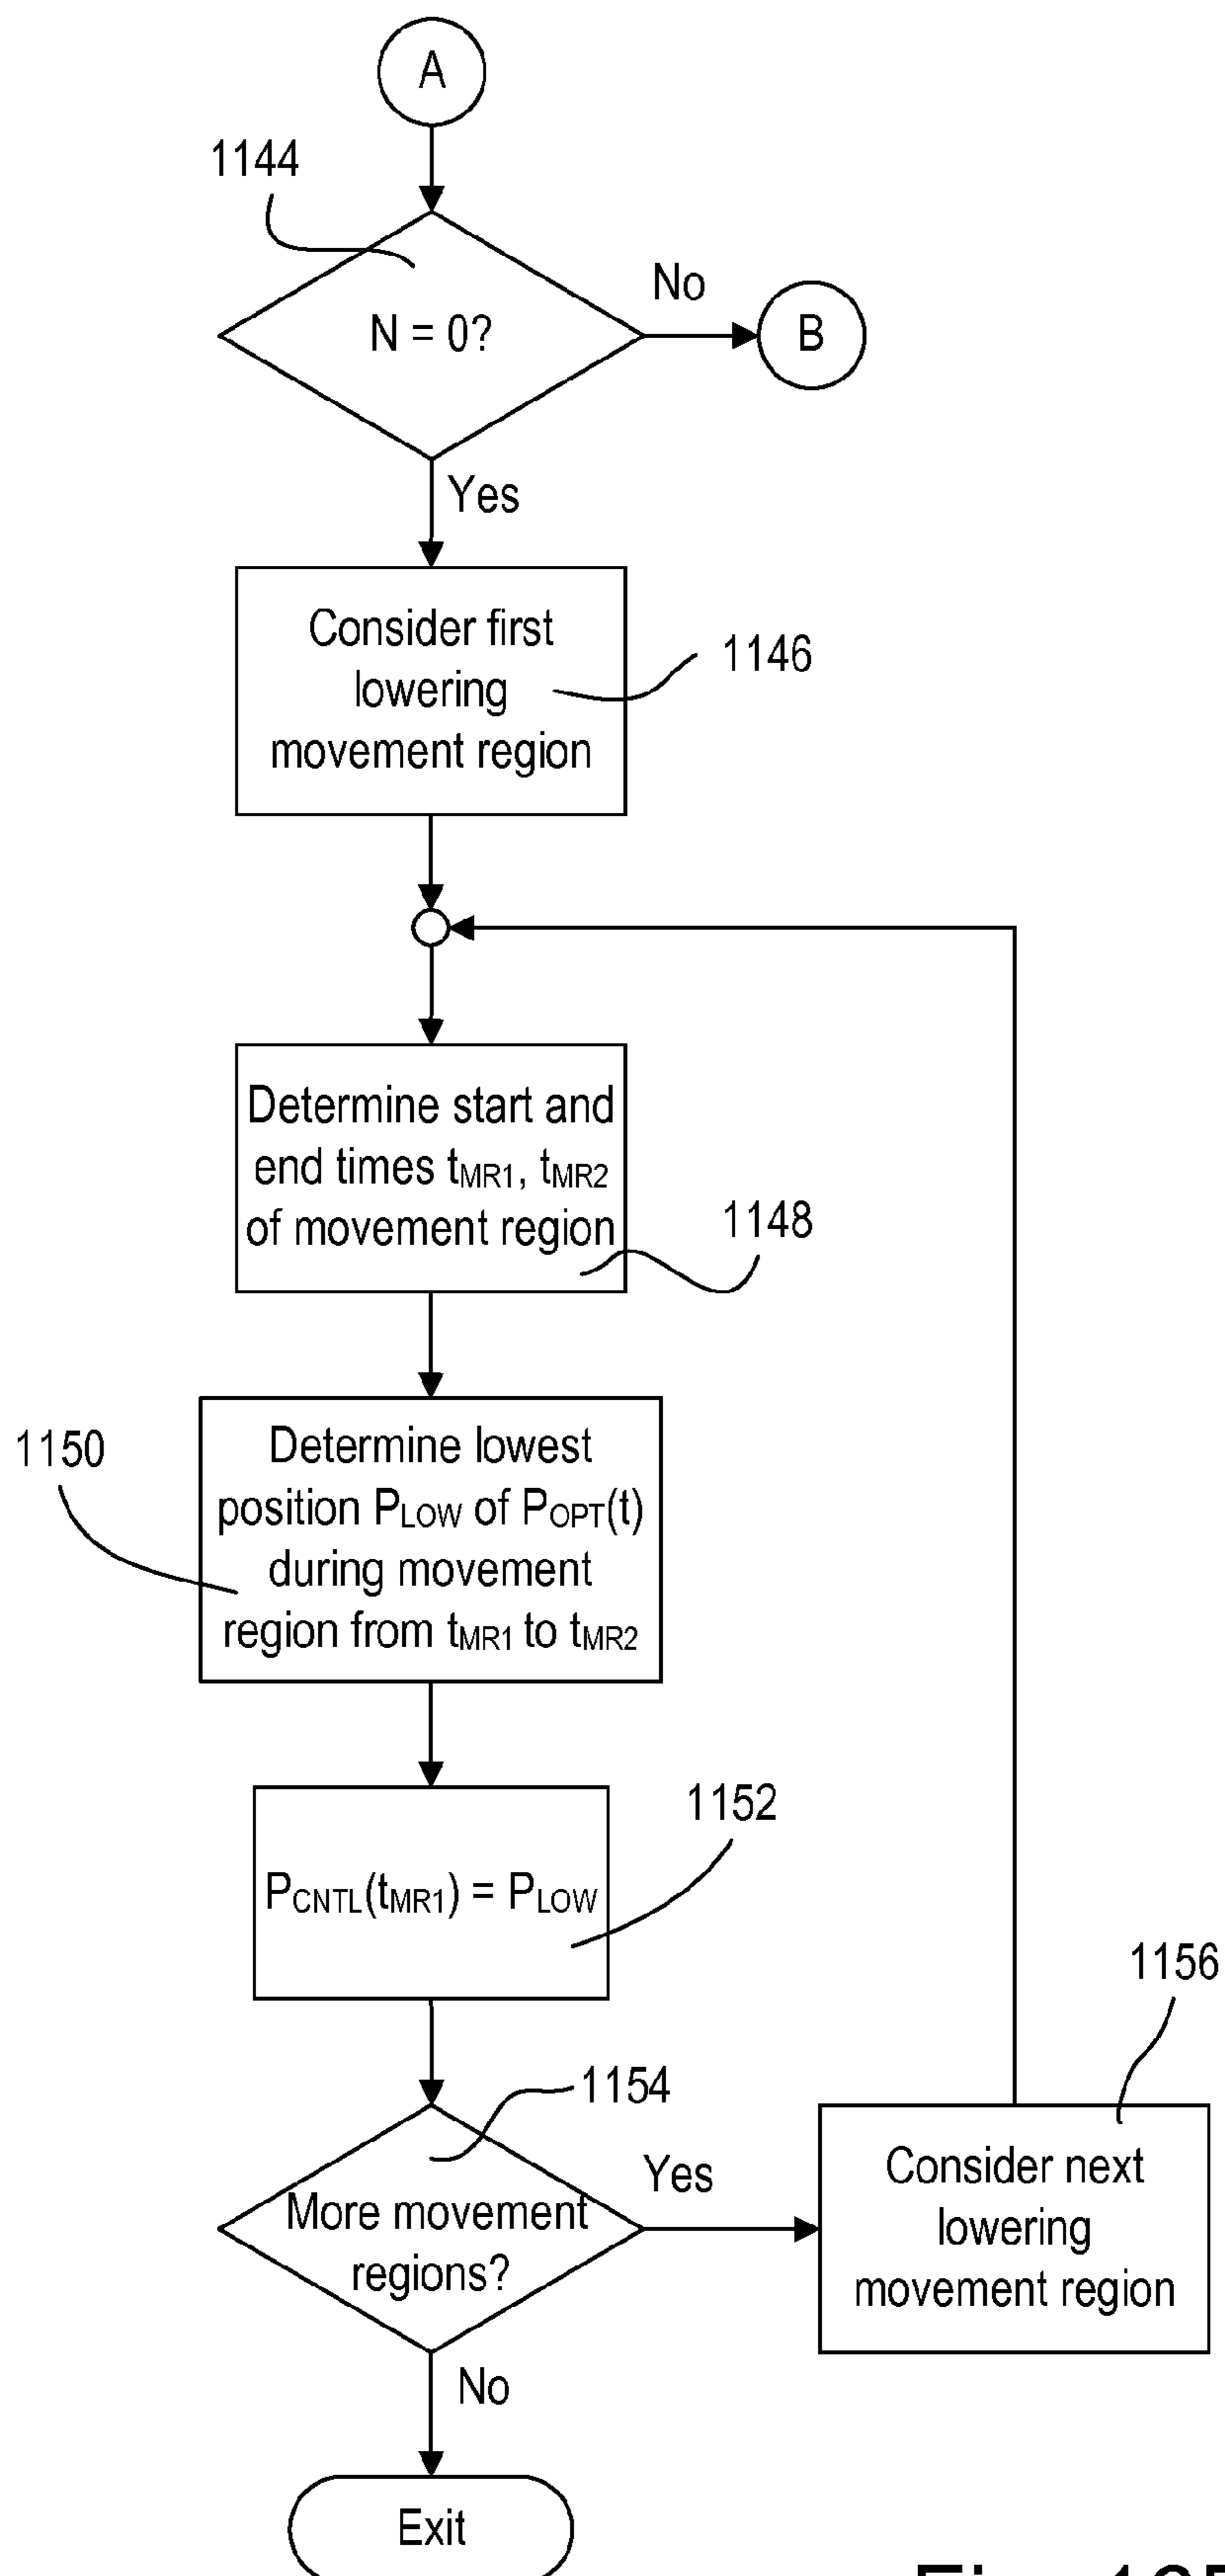 A
1144
N = 0?
No
B
Yes
Consider first
lowering
movement region
1146
Determine start and
end times tMR1, tMR2
of movement region
1148
1150
Determine lowest
position PLOW of POPT(t)
during movement
region from tMR1 to tMR2
1152
PCNTL(tMR1) = PLOW
1156
1154
More movement
regions?
Yes
Consider next
lowering
movement region
No
Exit